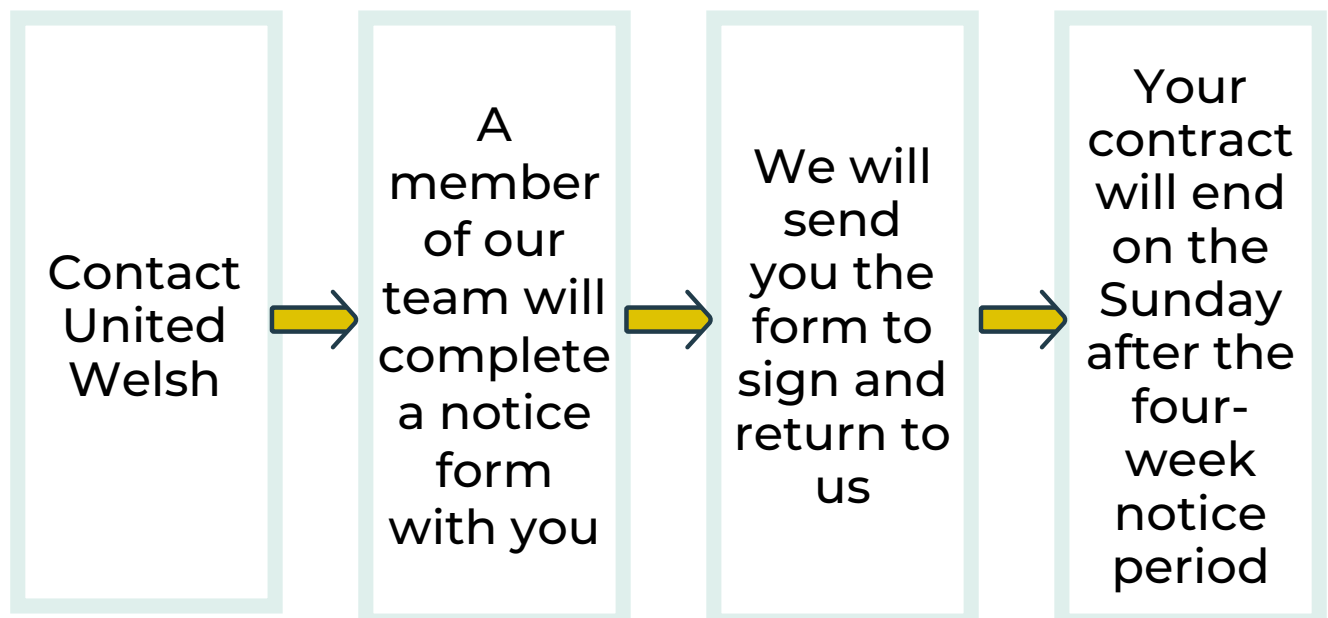 Contact
United
Welsh
A
member
of our
team will
complete
a notice
form
with you
We will
send
you the
form to
sign and
return to
us
Your
contract
will end
on the
Sunday
after the
four-
week
notice
period